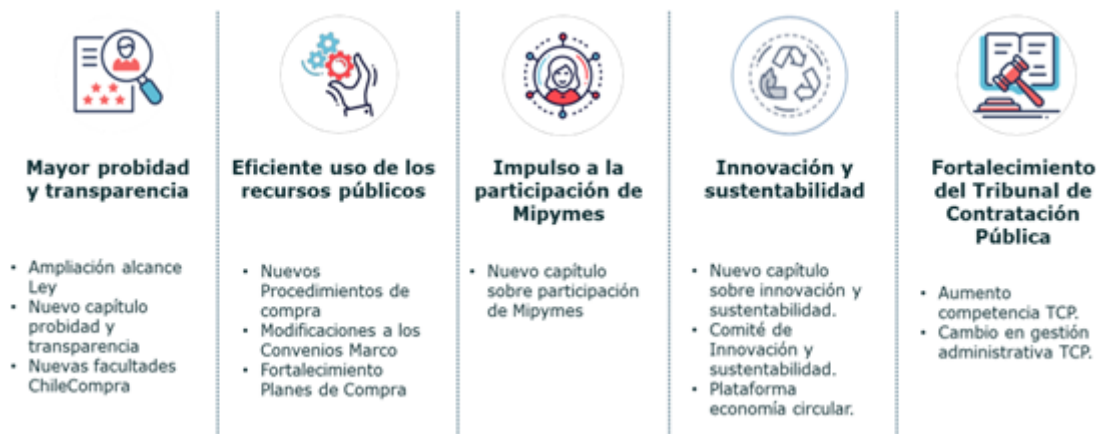 Mayor probidad
y transparencia
• Ampliación alcance
Ley
• Nuevo capítulo
probidad y
transparencia
• Nuevas facultades
ChileCompra
Eficiente uso de los
recursos públicos
• Nuevos
Procedimientos de
compra
• Modificaciones a los
Convenios Marco
• Fortalecimiento
Planes de Compra
Impulso a la
participación de
Mipymes
• Nuevo capítulo
sobre participación
de Mipymes
Innovación y
sustentabilidad
• Nuevo capítulo
sobre innovación y
sustentabilidad.
• Comité de
Innovación y
sustentabilidad.
• Plataforma
economía circular.
Fortalecimiento
del Tribunal de
Contratación
Pública
• Aumento
competencia TCP.
• Cambio en gestión
administrativa TCP.